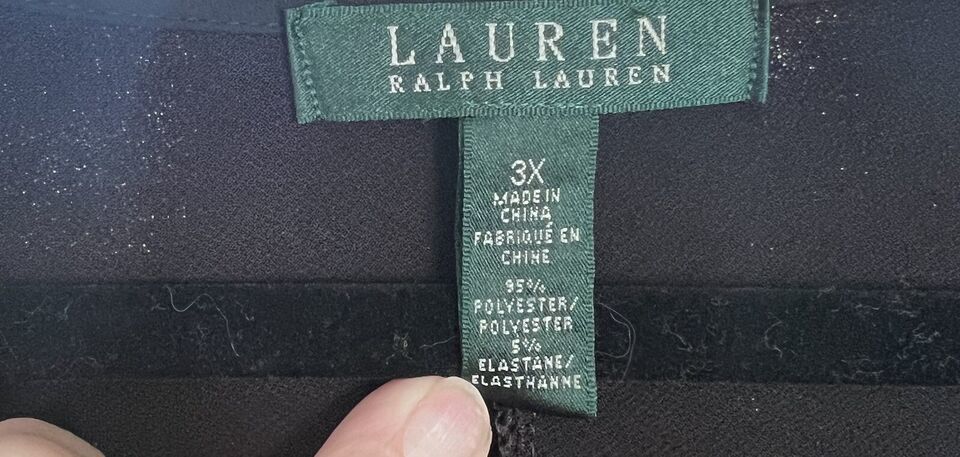 LAUREN
RALPH LAUREN
3X
MADE IN
CHINA
FABRIQUÉ EN
CHINE
95%
POLYESTER/
POLYESTER
5%
ELASTANE/
ELASTHANNE